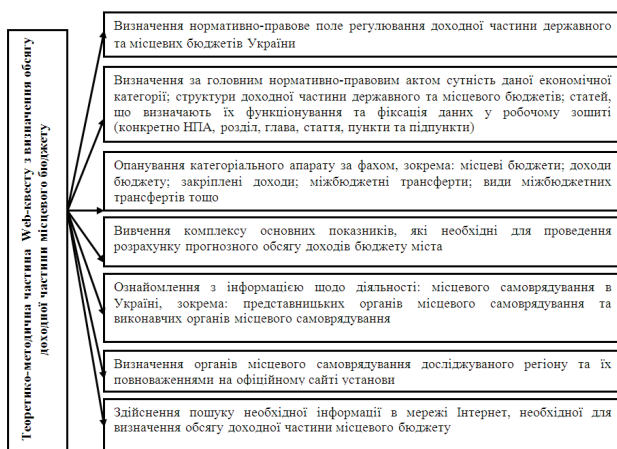 Теоретико-методична частина Web-квесту з визначення обсягу
доходної частини місцевого бюджету
Визначення нормативно-правове поле регулювання доходної частини державного
та місцевих бюджетів України
Визначення за головним нормативно-правовим актом сутність даної економічної
категорії; структури доходної частини державного та місцевого бюджетів; статей,
що визначають їх функціонування та фіксація даних у робочому зошиті
(конкретно НПА, розділ, глава, стаття, пункти та підпункти)
Опанування категоріального апарату за фахом, зокрема: місцеві бюджети; доходи
бюджету; закріплені доходи; міжбюджетні трансферти; види міжбюджетних
трансфертів тощо
Вивчення комплексу основних показників, які необхідні для проведення
розрахунку прогнозного обсягу доходів бюджету міста
Ознайомлення з інформацією щодо діяльності: місцевого самоврядування в
Україні, зокрема: представницьких органів місцевого самоврядування та
виконавчих органів місцевого самоврядування
Визначення органів місцевого самоврядування досліджуваного регіону та їх
повноваженнями на офіційному сайті установи
Здійснення пошуку необхідної інформації в мережі Інтернет, необхідної для
визначення обсягу доходної частини місцевого бюджету